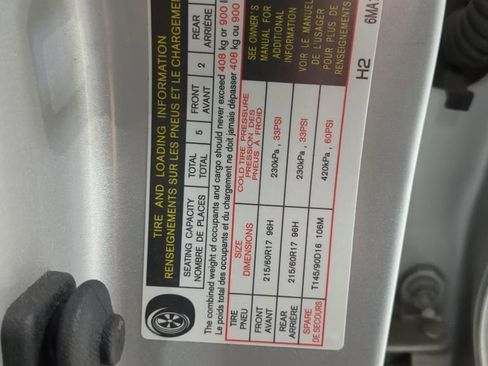 TIRE AND LOADING INFORMATION
RENSEIGNEMENTS SUR LES PNEUS ET LE CHARGEMENT
SEATING CAPACITY TOTAL 5 FRONT 2 REAR
NOMBRE DE PLACES TOTAL AVANT ARRIÈRE
The combined weight of occupants and cargo should never exceed 408 kg or 900
Le poids total des occupants et du chargement ne doit jamais dépasser 408 kg ou 900
TIRE SIZE COLD TIRE PRESSURE
PNEU DIMENSIONS PRESSION DES PNEUS À FROID
FRONT 215/60R17 96H 230kPa, 33PSI
AVANT
REAR 215/60R17 96H 230kPa, 33PSI
ARRIÈRE
SPARE T145/90D16 106M 420kPa, 60PSI
DE SECOURS
SEE OWNER'S
MANUAL FOR
ADDITIONAL
INFORMATION
VOIR LE MANUEL
DE L'USAGER
POUR PLUS DE
RENSEIGNEMENTS
H2